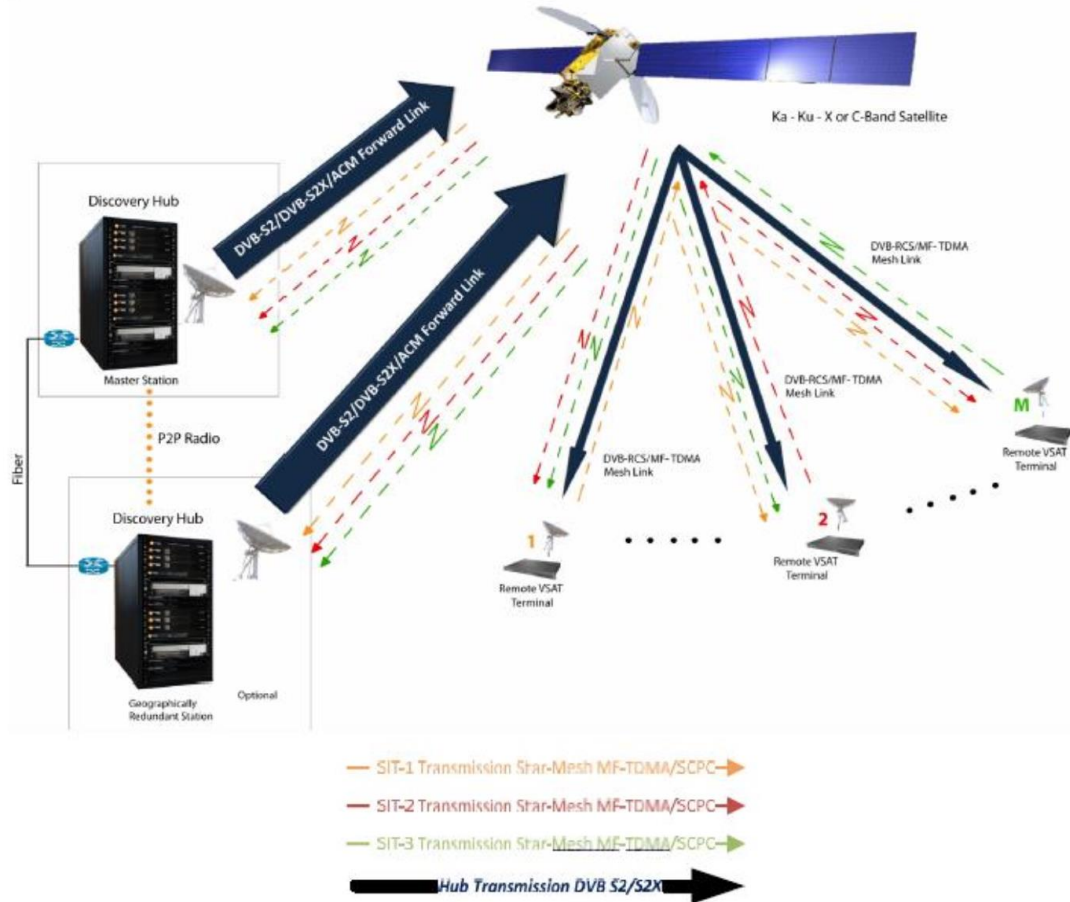 Ka - Ku - X or C-Band Satellite
Discovery Hub
DVB-S2/DVB-S2X/ACM Forward Link
Master Station
DVB-S2/DVB-S2X/ACM Forward Link
DVB-RCS/MF-TDMA
Mesh Link
DVB-RCS/MF-TDMA
Mesh Link
DVB-RCS/MF-TDMA
Mesh Link
M
Remote VSAT
Terminal
P2P Radio
Fiber
Discovery Hub
1
Remote VSAT
Terminal
2
Remote VSAT
Terminal
Optional
Geographically
Redundant Station
SIT-1 Transmission Star-Mesh MF-TDMA/SCPC
SIT-2 Transmission Star-Mesh MF-TDMA/SCPC
SIT-3 Transmission Star-Mesh MF-TDMA/SCPC
Hub Transmission DVB S2/S2X